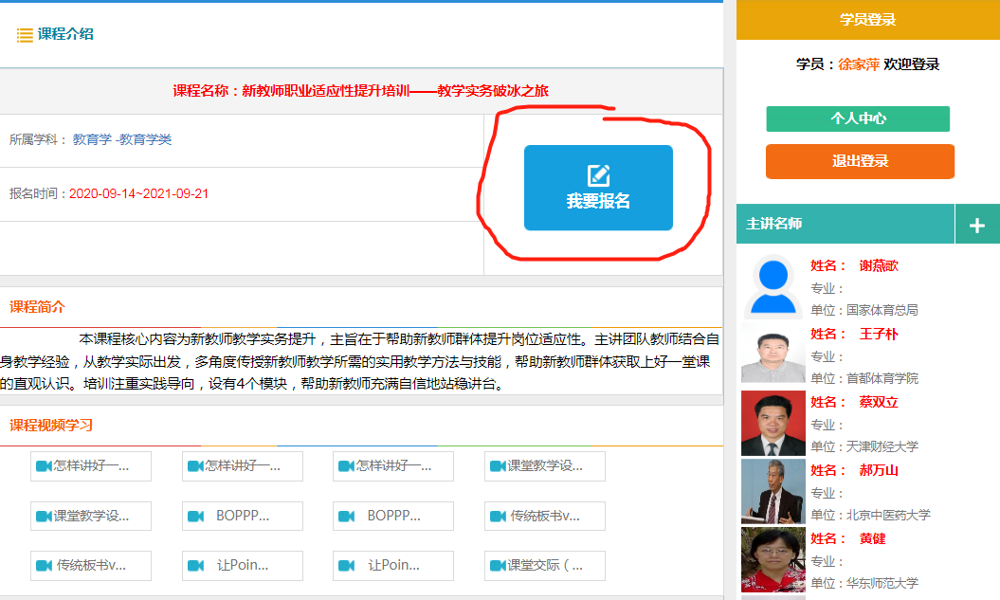 课程介绍
课程名称：新教师职业适应性提升培训——教学实务破冰之旅
所属学科： 教育学 -教育学类
报名时间：2020-09-14~2021-09-21
我要报名
课程简介
本课程核心内容为新教师教学实务提升，主旨在于帮助新教师群体提升岗位适应性。主讲团队教师结合自
身教学经验，从教学实际出发，多角度传授新教师教学所需的实用教学方法与技能，帮助新教师群体获取上好一堂课
的直观认识。培训注重实践导向，设有4个模块，帮助新教师充满自信地站稳讲台。
课程视频学习
怎样讲好一...
怎样讲好一...
怎样讲好一...
课堂教学设...
课堂教学设...
BOPPP...
BOPPP...
传统板书v...
传统板书v...
让Poin...
让Poin...
课堂交际（...
学员登录
学员：徐家萍 欢迎登录
个人中心
退出登录
主讲名师
+
姓名： 谢燕歌
专业：
单位：国家体育总局
姓名： 王子朴
专业：
单位：首都体育学院
姓名： 蔡双立
专业：
单位：天津财经大学
姓名： 郝万山
专业：
单位：北京中医药大学
姓名： 黄健
专业：
单位：华东师范大学